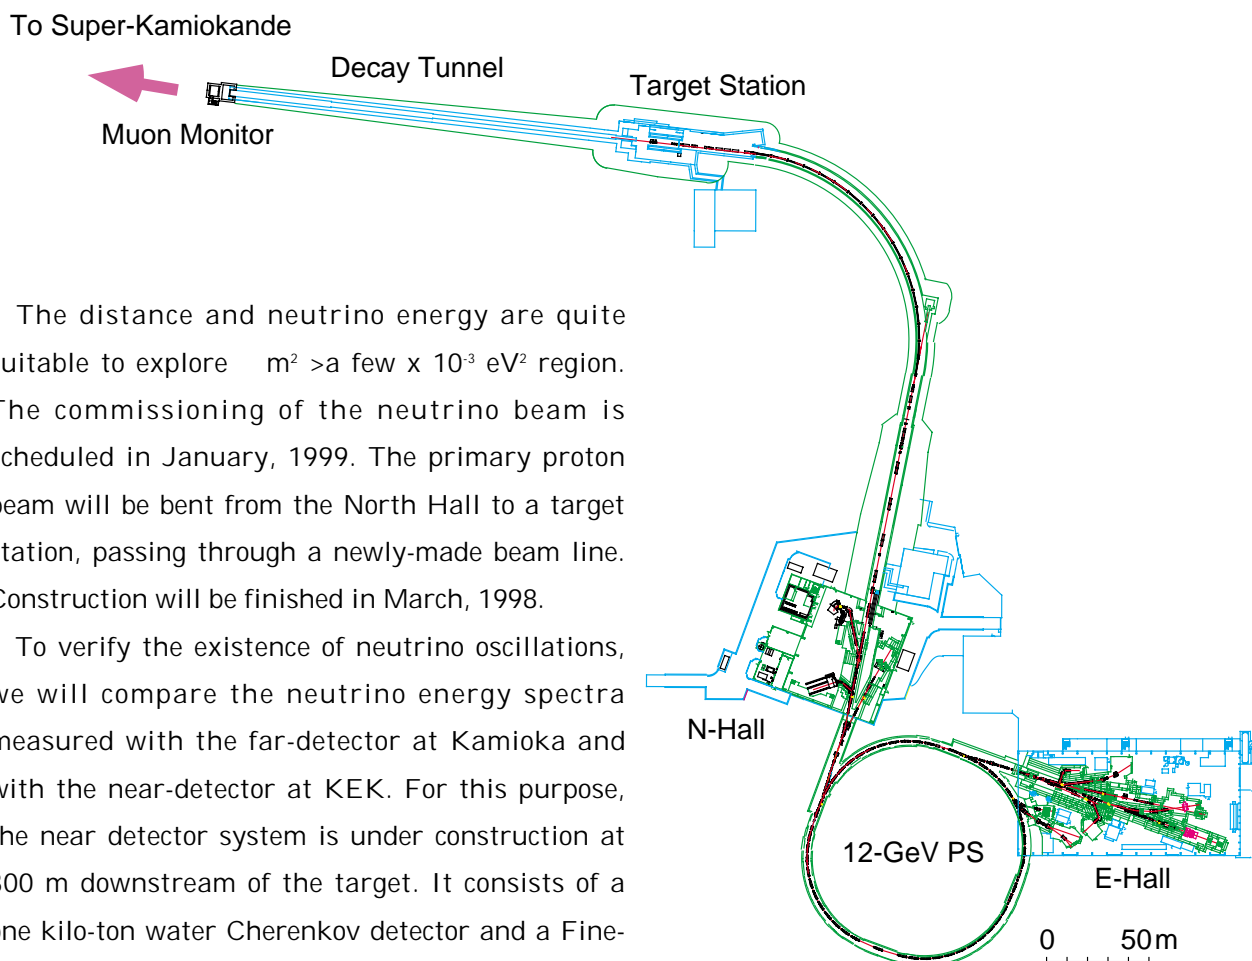 To Super-Kamiokande
Decay Tunnel
Target Station
Muon Monitor
The distance and neutrino energy are quite
uitable to explore m² >a few x 10⁻³ eV² region.
The commissioning of the neutrino beam is
cheduled in January, 1999. The primary proton
beam will be bent from the North Hall to a target
tation, passing through a newly-made beam line.
Construction will be finished in March, 1998.
To verify the existence of neutrino oscillations,
we will compare the neutrino energy spectra
measured with the far-detector at Kamioka and
with the near-detector at KEK. For this purpose,
the near detector system is under construction at
300 m downstream of the target. It consists of a
one kilo-ton water Cherenkov detector and a Fine-
N-Hall
12-GeV PS
E-Hall
0 50m